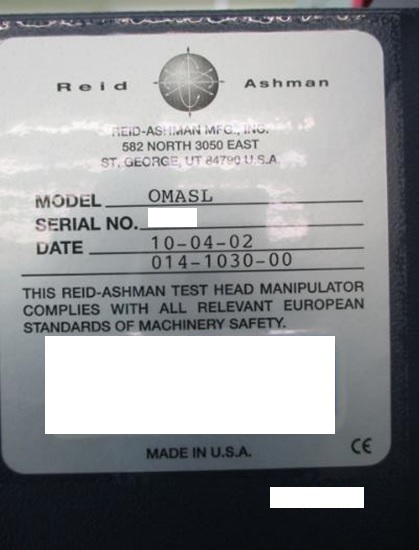 Reid Ashman
REID-ASHMAN MFG., INC.
582 NORTH 3050 EAST
ST. GEORGE, UT 84790 U.S.A.
MODEL OMASL
SERIAL NO.
DATE 10-04-02
014-1030-00
THIS REID-ASHMAN TEST HEAD MANIPULATOR
COMPLIES WITH ALL RELEVANT EUROPEAN
STANDARDS OF MACHINERY SAFETY.
MADE IN U.S.A.
CE